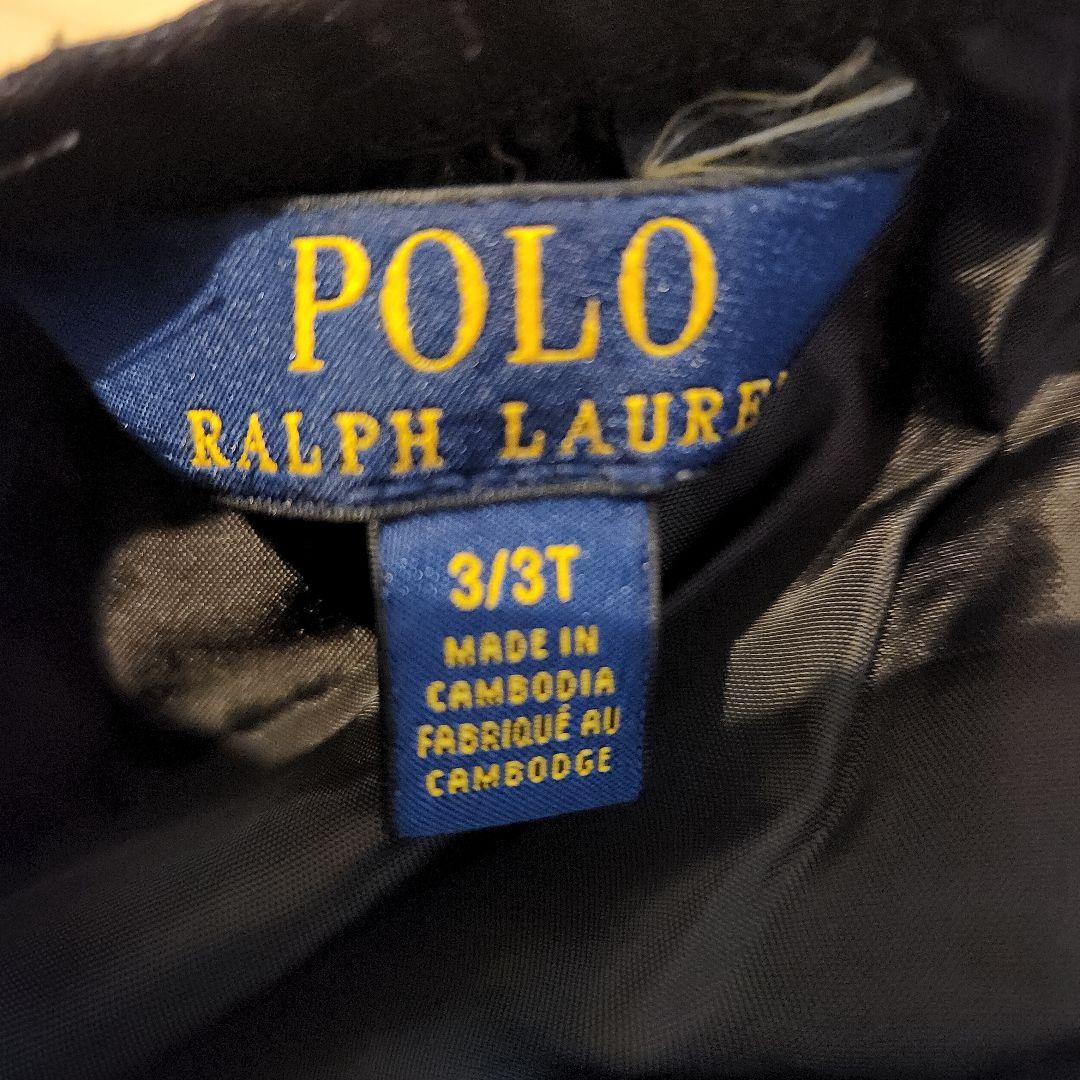 POLO
RALPH LAURE
3/3T
MADE IN
CAMBODIA
FABRIQUÉ AU
CAMBODGE